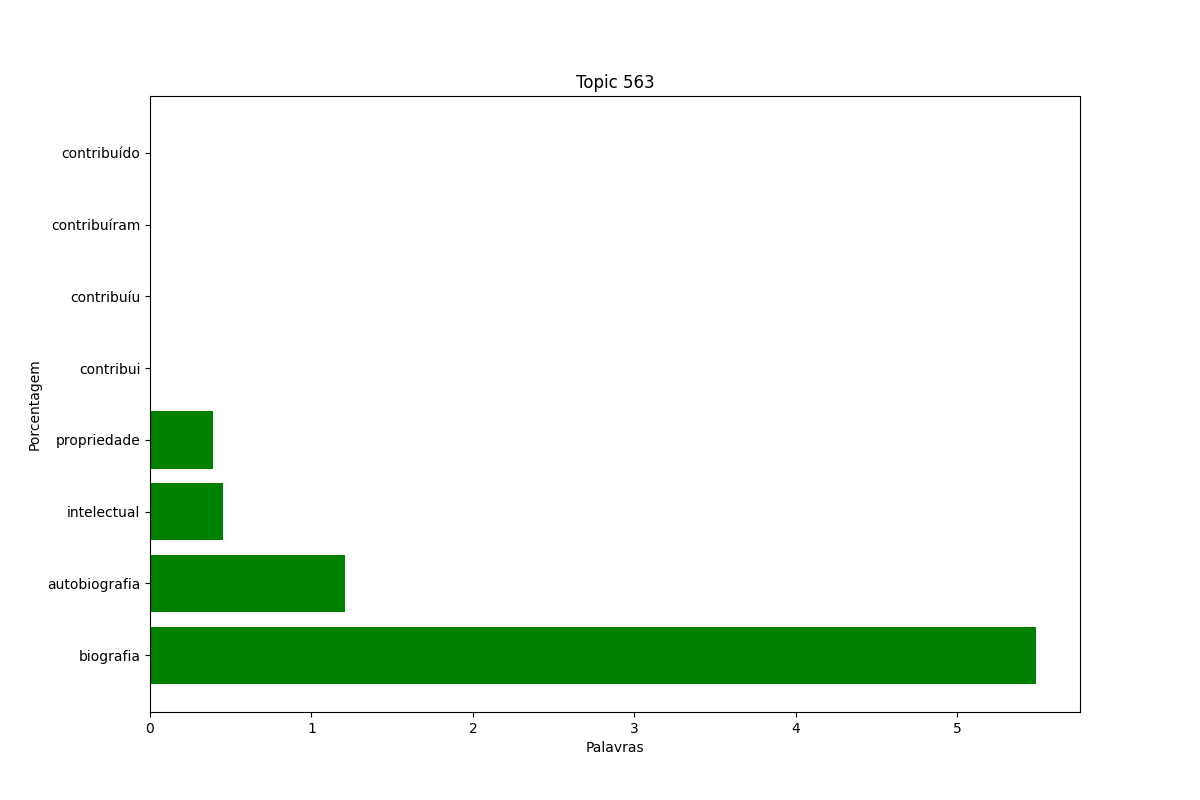 Topic 563
contribuído
contribuíram
contribuíu
contribui
propriedade
intelectual
autobiografia
biografia
Porcentagem
0 1 2 3 4 5
Palavras